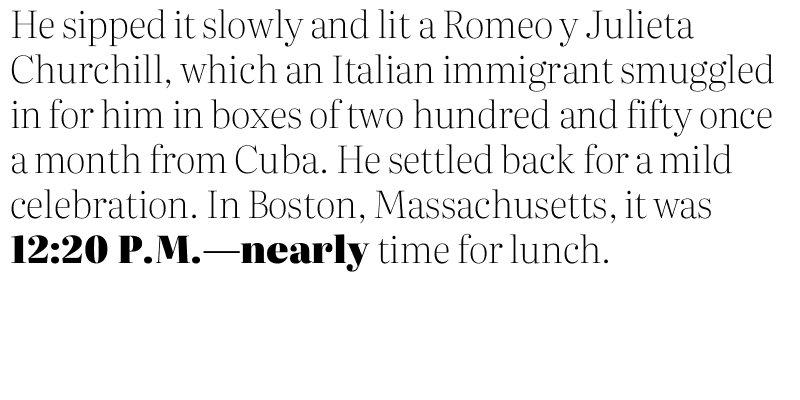 He sipped it slowly and lit a Romeo y Julieta
Churchill, which an Italian immigrant smuggled
in for him in boxes of two hundred and fifty once
a month from Cuba. He settled back for a mild
celebration. In Boston, Massachusetts, it was
12:20 P.M.—nearly time for lunch.